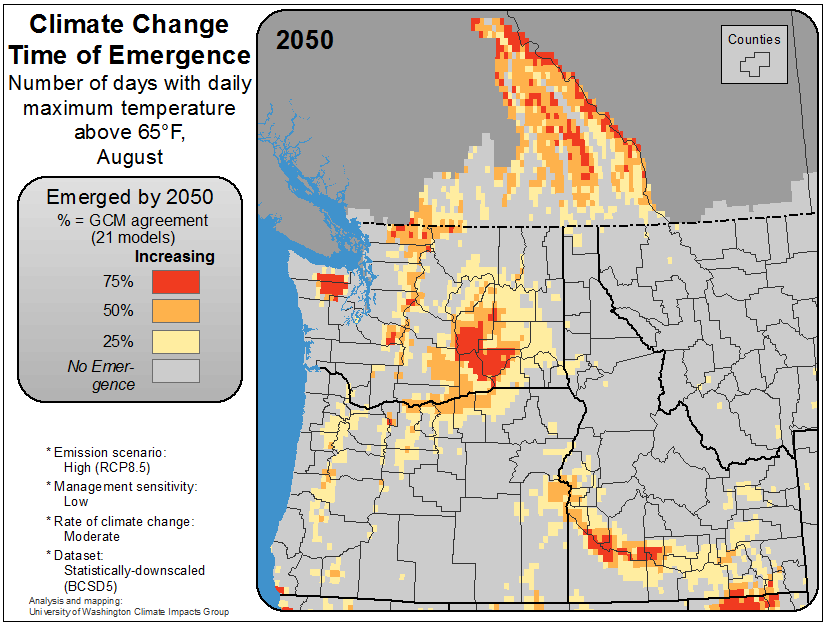 Climate Change
Time of Emergence
Number of days with daily
maximum temperature
above 65°F,
August
Emerged by 2050
% = GCM agreement
(21 models)
Increasing
75%
50%
25%
No Emer-
gence
* Emission scenario:
High (RCP8.5)
* Management sensitivity:
Low
* Rate of climate change:
Moderate
* Dataset:
Statistically-downscaled
(BCSD5)
Analysis and mapping:
University of Washington Climate Impacts Group
2050
Counties